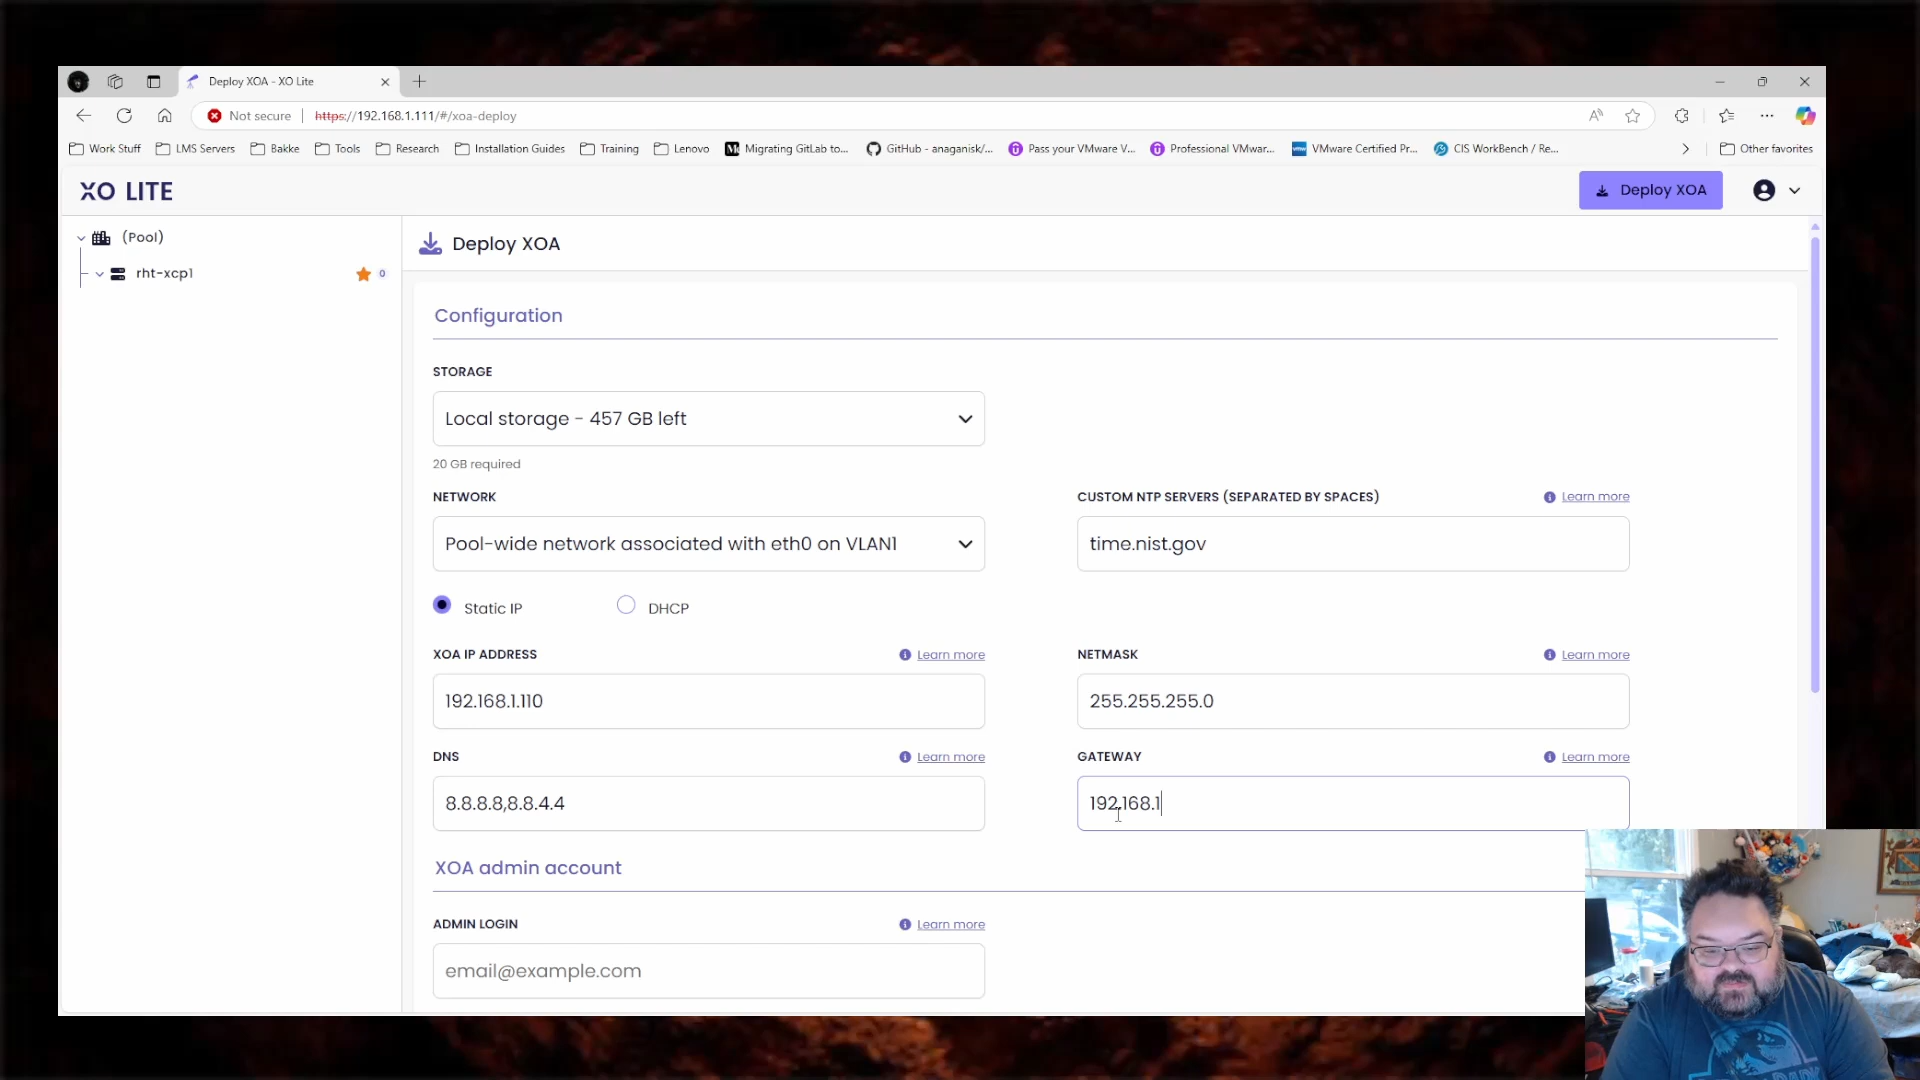 Deploy XOA - XO Lite
Not secure
https://192.168.1.111/#/xoa-deploy
Work Stuff
LMS Servers
Bakke
Tools
Research
Installation Guides
Training
Lenovo
Migrating GitLab to...
GitHub - anaganisk/...
Pass your VMware V...
Professional VMwar...
VMware Certified Pr...
CIS WorkBench / Re...
Other favorites
XO LITE
Deploy XOA
(Pool)
rht-xcp1
0
Deploy XOA
Configuration
STORAGE
Local storage - 457 GB left
20 GB required
NETWORK
Pool-wide network associated with eth0 on VLAN1
CUSTOM NTP SERVERS (SEPARATED BY SPACES)
Learn more
time.nist.gov
Static IP
DHCP
XOA IP ADDRESS
Learn more
192.168.1.110
NETMASK
Learn more
255.255.255.0
DNS
Learn more
8.8.8.8,8.8.4.4
GATEWAY
Learn more
192.168.1
XOA admin account
ADMIN LOGIN
Learn more
email@example.com